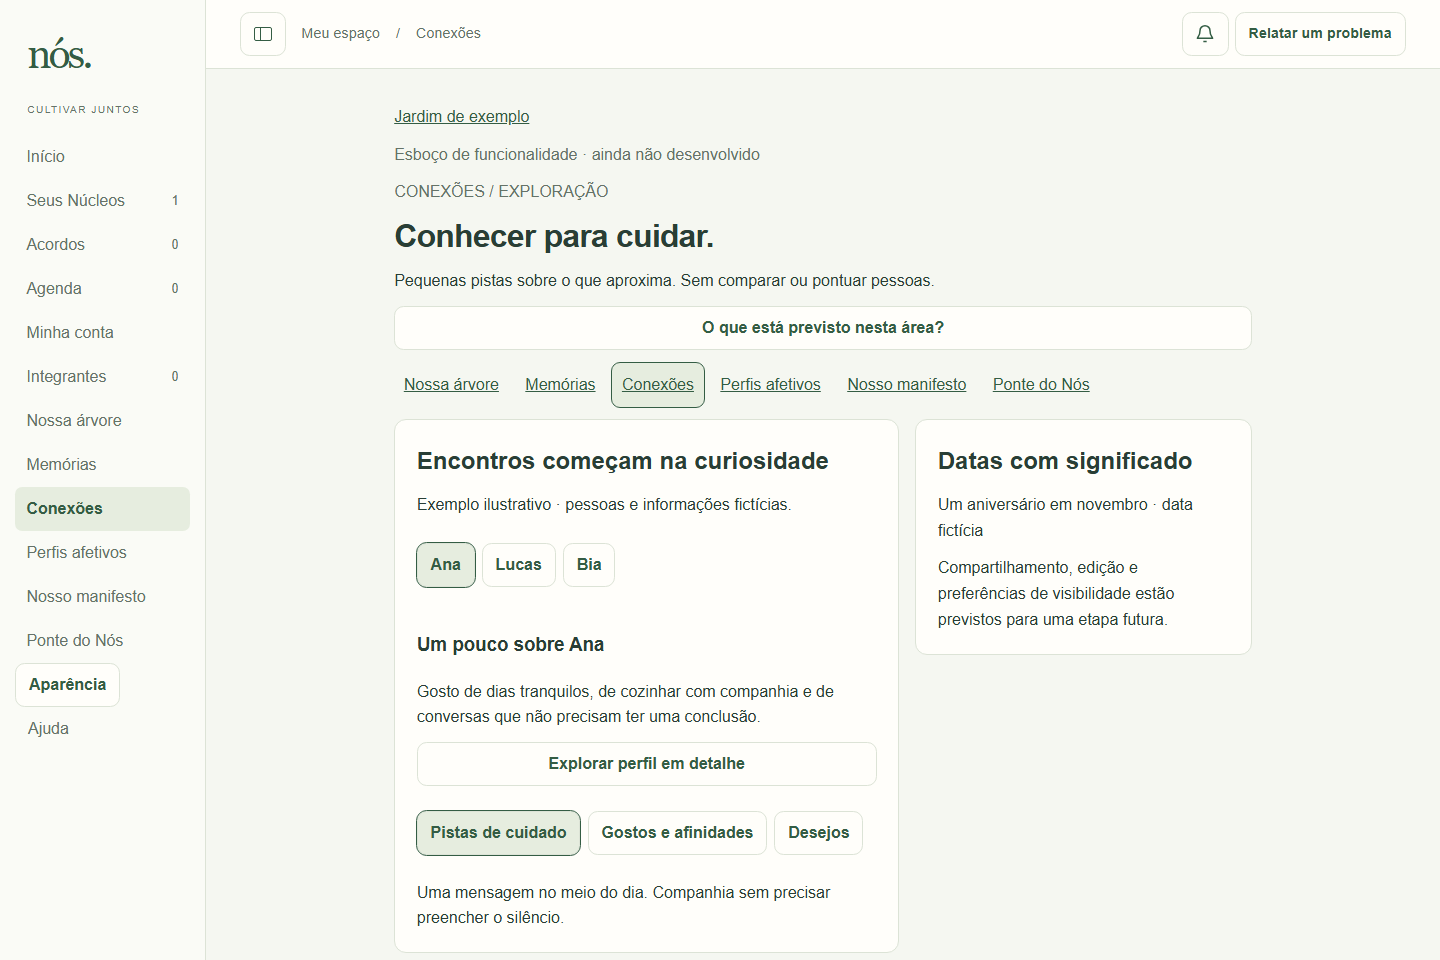 nós.
CULTIVAR JUNTOS
Início
Seus Núcleos 1
Acordos 0
Agenda 0
Minha conta
Integrantes 0
Nossa árvore
Memórias
Conexões
Perfis afetivos
Nosso manifesto
Ponte do Nós
Aparência
Ajuda
Meu espaço / Conexões
Relatar um problema
Jardim de exemplo
Esboço de funcionalidade · ainda não desenvolvido
CONEXÕES / EXPLORAÇÃO
Conhecer para cuidar.
Pequenas pistas sobre o que aproxima. Sem comparar ou pontuar pessoas.
O que está previsto nesta área?
Nossa árvore Memórias Conexões Perfis afetivos Nosso manifesto Ponte do Nós
Encontros começam na curiosidade
Exemplo ilustrativo · pessoas e informações fictícias.
Ana Lucas Bia
Um pouco sobre Ana
Gosto de dias tranquilos, de cozinhar com companhia e de
conversas que não precisam ter uma conclusão.
Explorar perfil em detalhe
Pistas de cuidado Gostos e afinidades Desejos
Uma mensagem no meio do dia. Companhia sem precisar
preencher o silêncio.
Datas com significado
Um aniversário em novembro · data
fictícia
Compartilhamento, edição e
preferências de visibilidade estão
previstos para uma etapa futura.